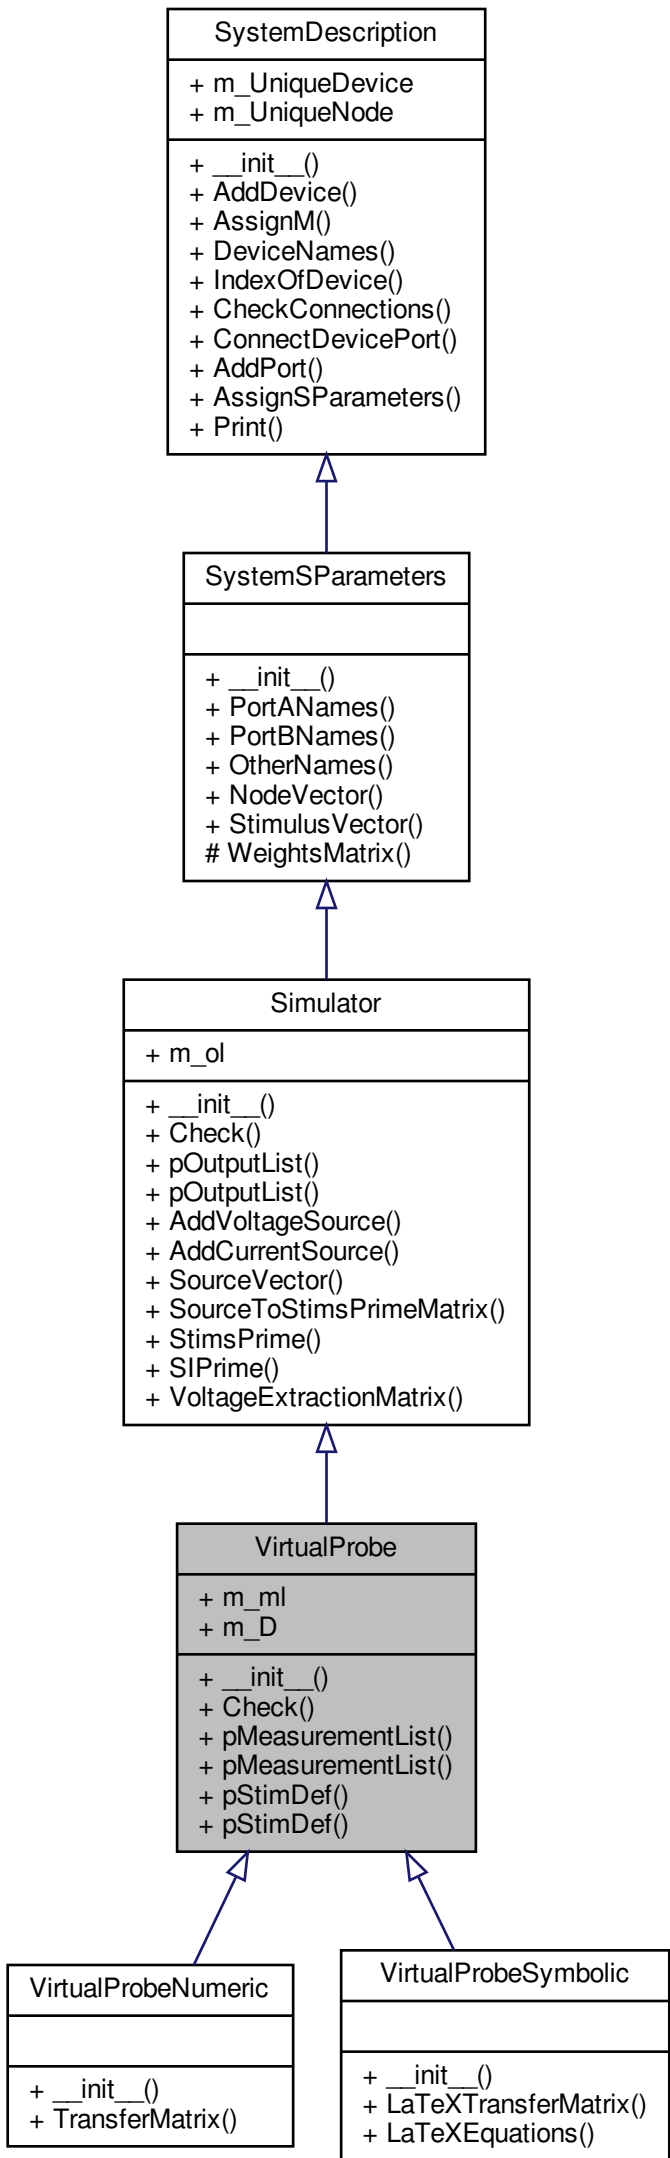 SystemDescription
+ m_UniqueDevice
+ m_UniqueNode
+ __init__()
+ AddDevice()
+ AssignM()
+ DeviceNames()
+ IndexOfDevice()
+ CheckConnections()
+ ConnectDevicePort()
+ AddPort()
+ AssignSParameters()
+ Print()
SystemSParameters
+ __init__()
+ PortANames()
+ PortBNames()
+ OtherNames()
+ NodeVector()
+ StimulusVector()
# WeightsMatrix()
Simulator
+ m_ol
+ __init__()
+ Check()
+ pOutputList()
+ pOutputList()
+ AddVoltageSource()
+ AddCurrentSource()
+ SourceVector()
+ SourceToStimsPrimeMatrix()
+ StimsPrime()
+ SIPrime()
+ VoltageExtractionMatrix()
VirtualProbe
+ m_ml
+ m_D
+ __init__()
+ Check()
+ pMeasurementList()
+ pMeasurementList()
+ pStimDef()
+ pStimDef()
VirtualProbeNumeric
+ __init__()
+ TransferMatrix()
VirtualProbeSymbolic
+ __init__()
+ LaTeXTransferMatrix()
+ LaTeXEquations()